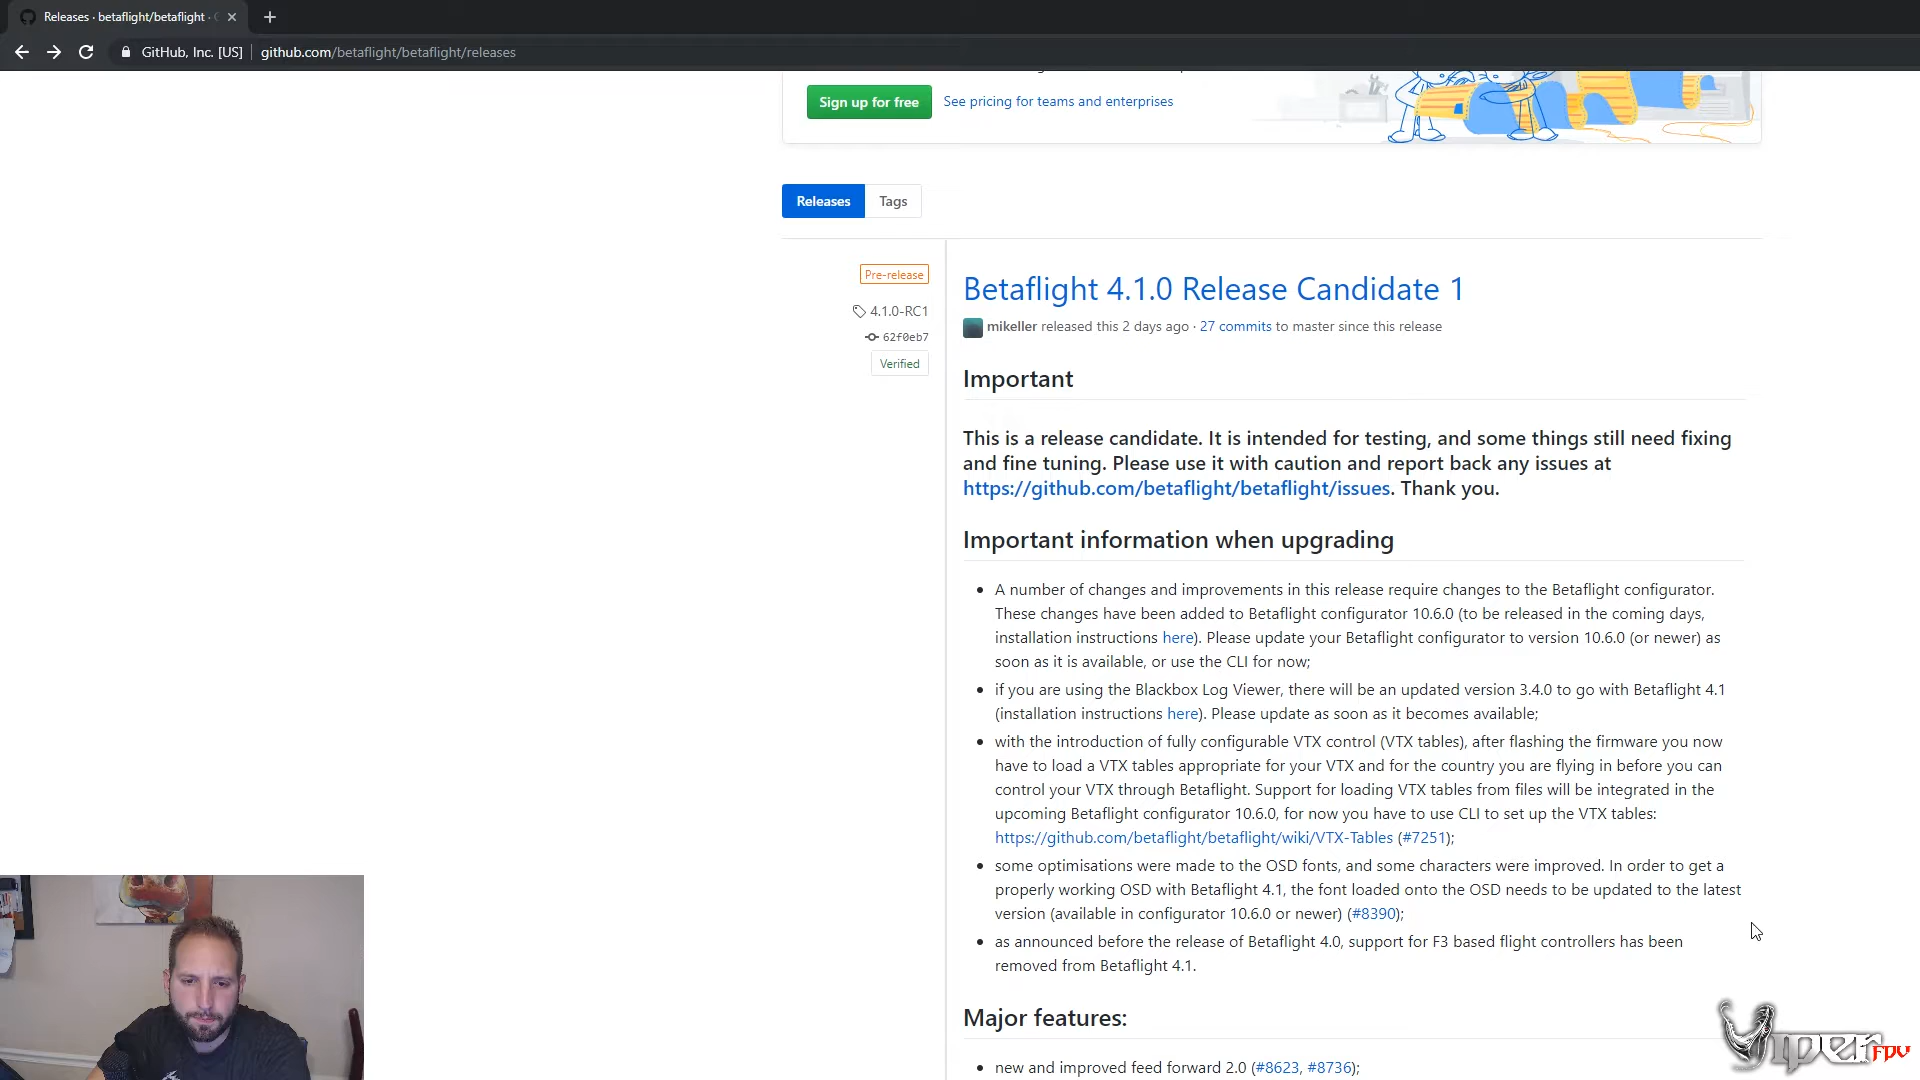 Releases · betaflight/betaflight ·
GitHub, Inc. [US]
github.com/betaflight/betaflight/releases
Sign up for free
See pricing for teams and enterprises
Releases
Tags
Pre-release
4.1.0-RC1
62f0eb7
Verified
Betaflight 4.1.0 Release Candidate 1
mikeller released this 2 days ago · 27 commits to master since this release
Important
This is a release candidate. It is intended for testing, and some things still need fixing
and fine tuning. Please use it with caution and report back any issues at
https://github.com/betaflight/betaflight/issues. Thank you.
Important information when upgrading
A number of changes and improvements in this release require changes to the Betaflight configurator.
These changes have been added to Betaflight configurator 10.6.0 (to be released in the coming days,
installation instructions here). Please update your Betaflight configurator to version 10.6.0 (or newer) as
soon as it is available, or use the CLI for now;
if you are using the Blackbox Log Viewer, there will be an updated version 3.4.0 to go with Betaflight 4.1
(installation instructions here). Please update as soon as it becomes available;
with the introduction of fully configurable VTX control (VTX tables), after flashing the firmware you now
have to load a VTX tables appropriate for your VTX and for the country you are flying in before you can
control your VTX through Betaflight. Support for loading VTX tables from files will be integrated in the
upcoming Betaflight configurator 10.6.0, for now you have to use CLI to set up the VTX tables:
https://github.com/betaflight/betaflight/wiki/VTX-Tables (#7251);
some optimisations were made to the OSD fonts, and some characters were improved. In order to get a
properly working OSD with Betaflight 4.1, the font loaded onto the OSD needs to be updated to the latest
version (available in configurator 10.6.0 or newer) (#8390);
as announced before the release of Betaflight 4.0, support for F3 based flight controllers has been
removed from Betaflight 4.1.
Major features:
new and improved feed forward 2.0 (#8623, #8736);
Viper FPV